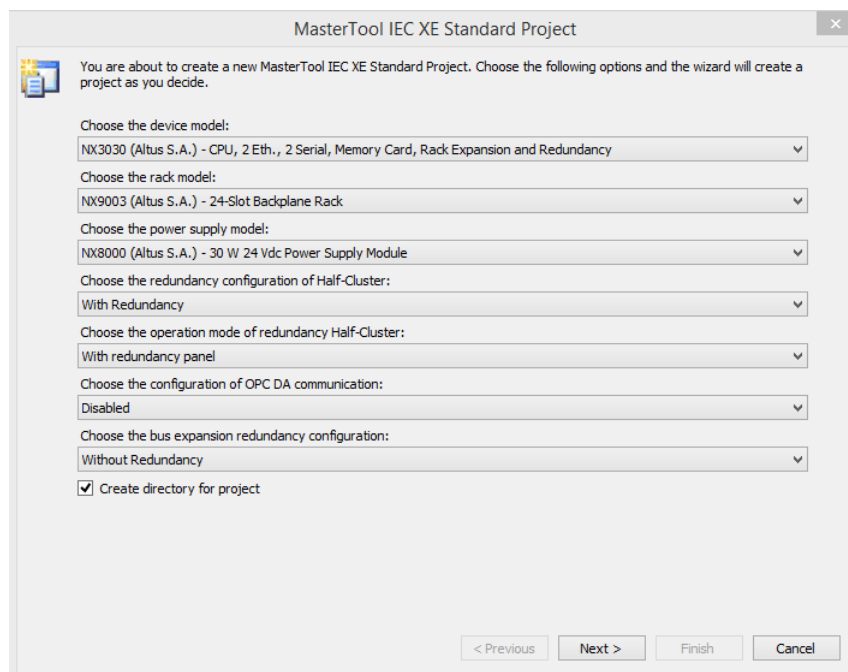 MasterTool IEC XE Standard Project
You are about to create a new MasterTool IEC XE Standard Project. Choose the following options and the wizard will create a
project as you decide.
Choose the device model:
NX3030 (Altus S.A.) - CPU, 2 Eth., 2 Serial, Memory Card, Rack Expansion and Redundancy
Choose the rack model:
NX9003 (Altus S.A.) - 24-Slot Backplane Rack
Choose the power supply model:
NX8000 (Altus S.A.) - 30 W 24 Vdc Power Supply Module
Choose the redundancy configuration of Half-Cluster:
With Redundancy
Choose the operation mode of redundancy Half-Cluster:
With redundancy panel
Choose the configuration of OPC DA communication:
Disabled
Choose the bus expansion redundancy configuration:
Without Redundancy
Create directory for project
< Previous Next > Finish Cancel